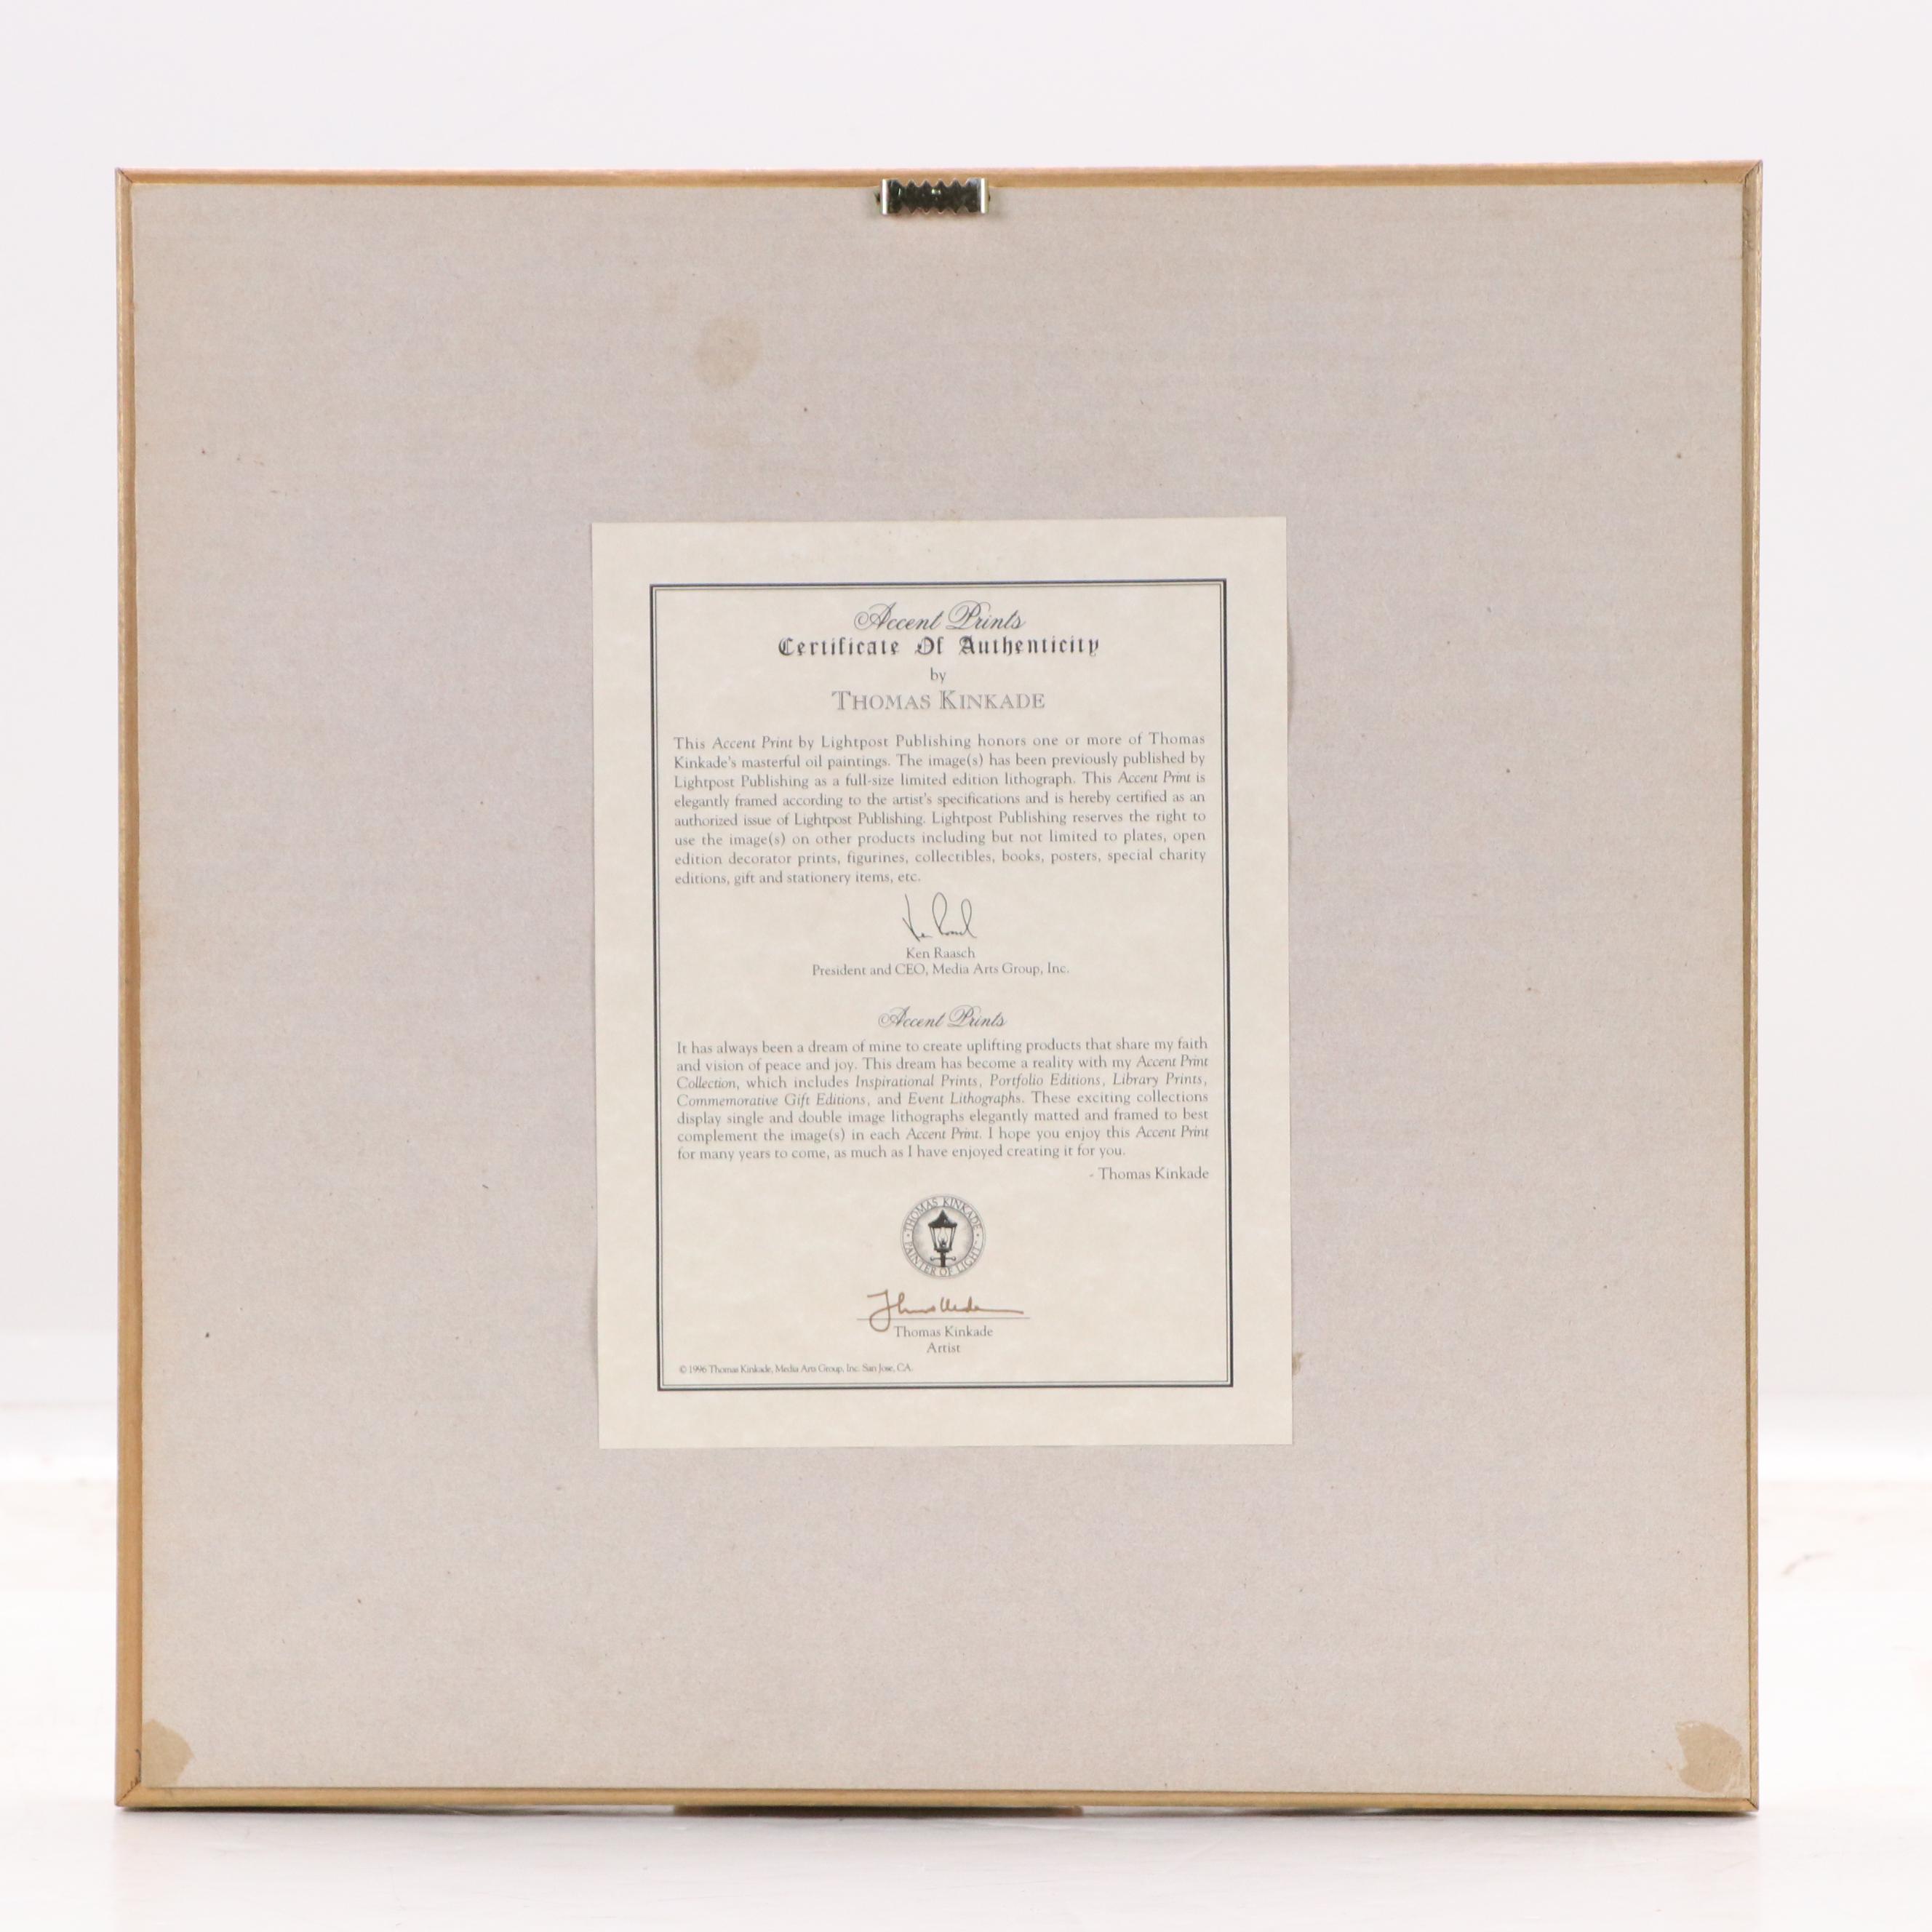 Accent Prints
Certificate Of Authenticity
by
THOMAS KINKADE
This Accent Print by Lightpost Publishing honors one or more of Thomas
Kinkade's masterful oil paintings. The image(s) has been previously published by
Lightpost Publishing as a full-size limited edition lithograph. This Accent Print is
elegantly framed according to the artist's specifications and is hereby certified as an
authorized issue of Lightpost Publishing. Lightpost Publishing reserves the right to
use the image(s) on other products including but not limited to plates, open
edition decorator prints, figurines, collectibles, books, posters, special charity
editions, gift and stationery items, etc.
Ken Raasch
President and CEO, Media Arts Group, Inc.
Accent Prints
It has always been a dream of mine to create uplifting products that share my faith
and vision of peace and joy. This dream has become a reality with my Accent Print
Collection, which includes Inspirational Prints, Portfolio Editions, Library Prints,
Commemorative Gift Editions, and Event Lithographs. These exciting collections
display single and double image lithographs elegantly matted and framed to best
complement the image(s) in each Accent Print. I hope you enjoy this Accent Print
for many years to come, as much as I have enjoyed creating it for you.
- Thomas Kinkade
THOMAS KINKADE
PAINTER OF LIGHT
Thomas Kinkade
Artist
© 1996 Thomas Kinkade, Media Arts Group, Inc. San Jose, CA.